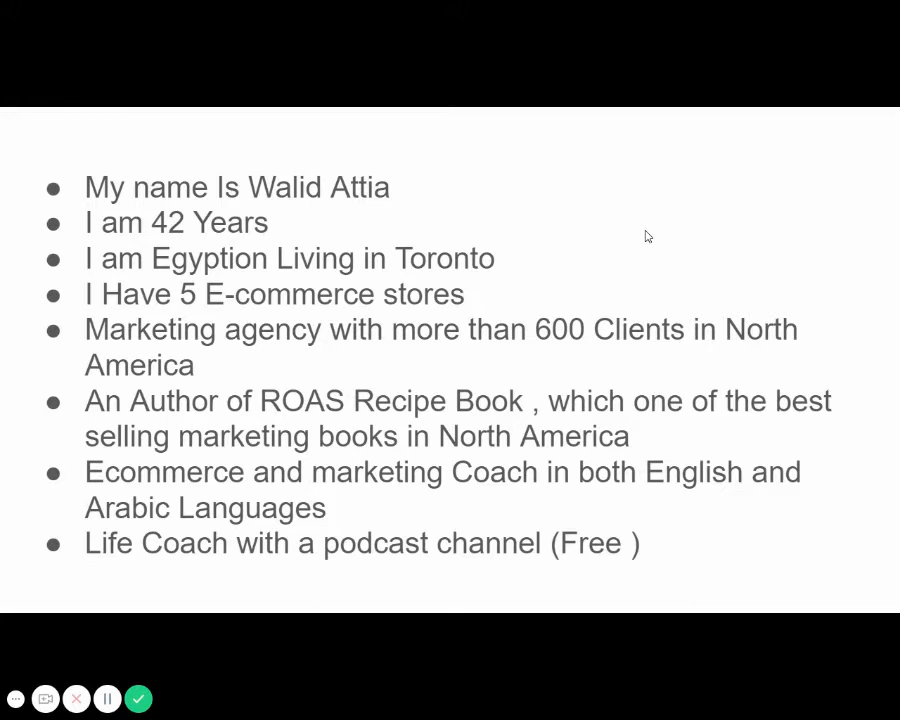 ● My name Is Walid Attia
● I am 42 Years
● I am Egyption Living in Toronto
● I Have 5 E-commerce stores
● Marketing agency with more than 600 Clients in North
America
● An Author of ROAS Recipe Book , which one of the best
selling marketing books in North America
● Ecommerce and marketing Coach in both English and
Arabic Languages
● Life Coach with a podcast channel (Free )